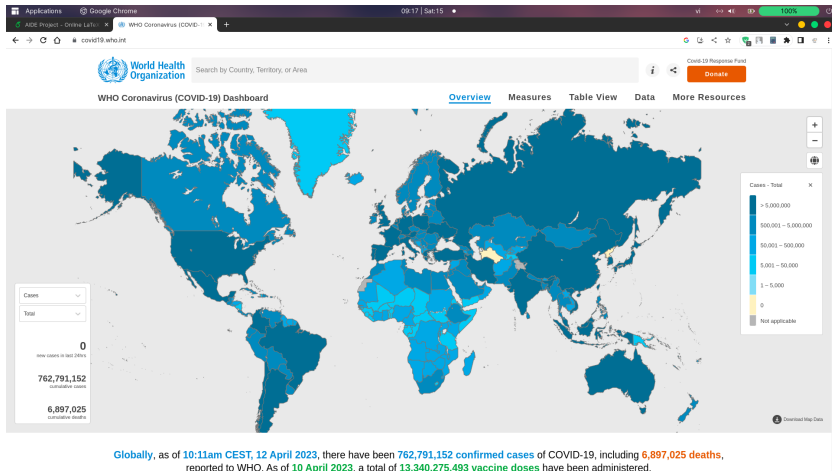 Applications
Google Chrome
09:17 | Sat:15
vi
100%
AIDE Project - Online LaTeX
WHO Coronavirus (COVID-1
covid19.who.int
World Health
Organization
Search by Country, Territory, or Area
Covid-19 Response Fund
Donate
WHO Coronavirus (COVID-19) Dashboard
Overview
Measures
Table View
Data
More Resources
Cases - Total
> 5,000,000
500,001 – 5,000,000
50,001 – 500,000
5,001 – 50,000
1 – 5,000
0
Not applicable
Cases
Total
0
new cases in last 24hrs
762,791,152
cumulative cases
6,897,025
cumulative deaths
Download Map Data
Globally, as of 10:11am CEST, 12 April 2023, there have been 762,791,152 confirmed cases of COVID-19, including 6,897,025 deaths,
reported to WHO. As of 10 April 2023, a total of 13,340,275,493 vaccine doses have been administered.